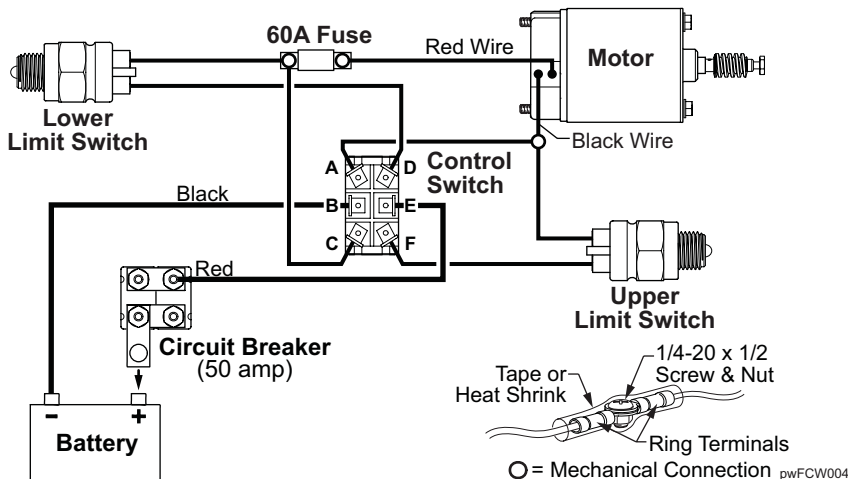 60A Fuse
Red Wire
Motor
Lower
Limit Switch
Black Wire
A
D
Control
Switch
Black
B
E
C
F
Red
Upper
Limit Switch
Circuit Breaker
(50 amp)
1/4-20 x 1/2
Screw & Nut
Tape or
Heat Shrink
- +
Battery
Ring Terminals
= Mechanical Connection
pwFCW004